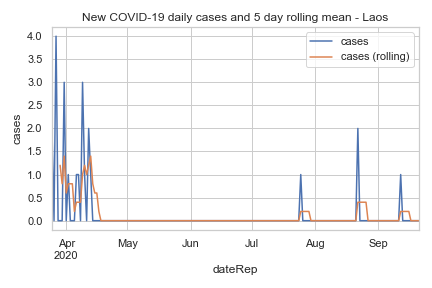 New COVID-19 daily cases and 5 day rolling mean - Laos
cases
cases (rolling)
4.0
3.5
3.0
2.5
2.0
1.5
1.0
0.5
0.0
cases
Apr
2020
May
Jun
Jul
Aug
Sep
dateRep